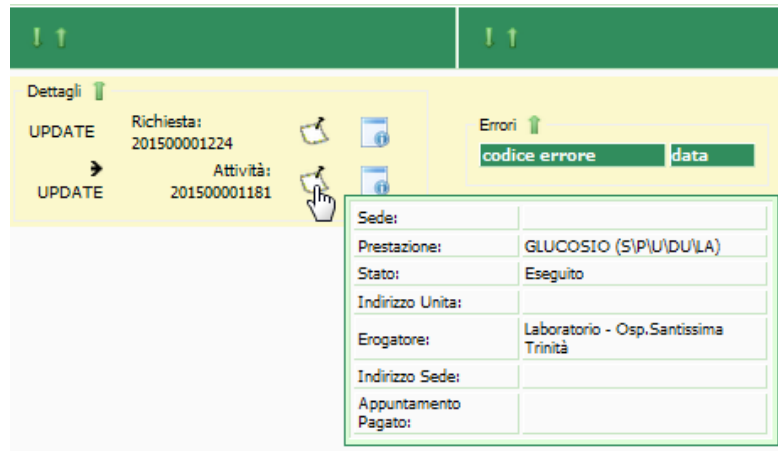 Dettagli
UPDATE Richiesta:
201500001224
UPDATE Attività:
201500001181
Errori
codice errore data
Sede:
Prestazione: GLUCOSIO (S\P\U\DU\LA)
Stato: Eseguito
Indirizzo Unita:
Erogatore: Laboratorio - Osp.Santissima
Trinità
Indirizzo Sede:
Appuntamento
Pagato: